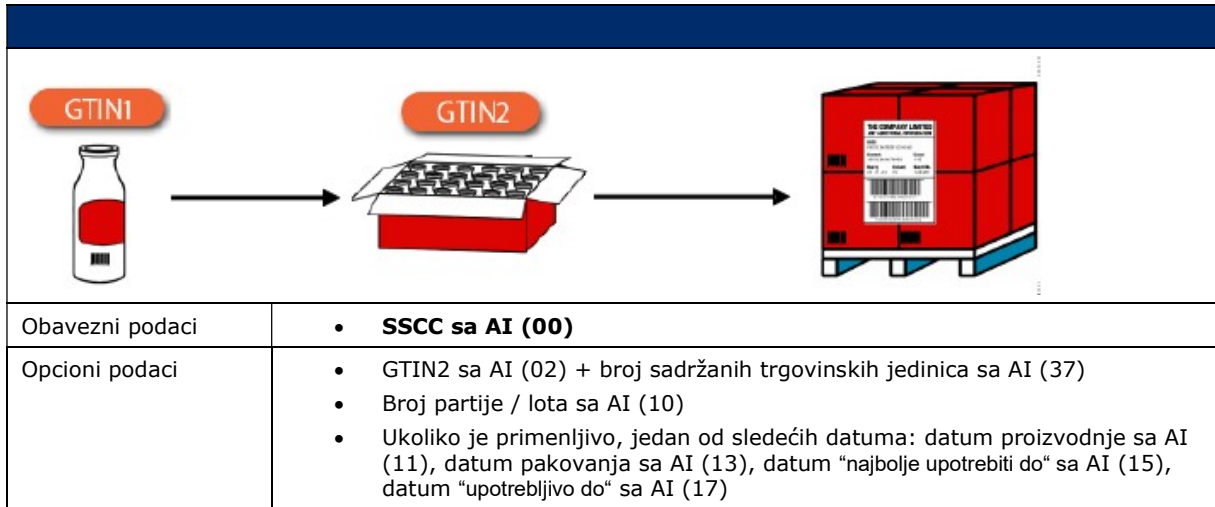 GTIN1
GTIN2
THE COMPANY LIMITED
Obavezni podaci
• SSCC sa AI (00)
Opcioni podaci
• GTIN2 sa AI (02) + broj sadržanih trgovinskih jedinica sa AI (37)
• Broj partije / lota sa AI (10)
• Ukoliko je primenljivo, jedan od sledećih datuma: datum proizvodnje sa AI
(11), datum pakovanja sa AI (13), datum “najbolje upotrebiti do“ sa AI (15),
datum “upotrebljivo do“ sa AI (17)